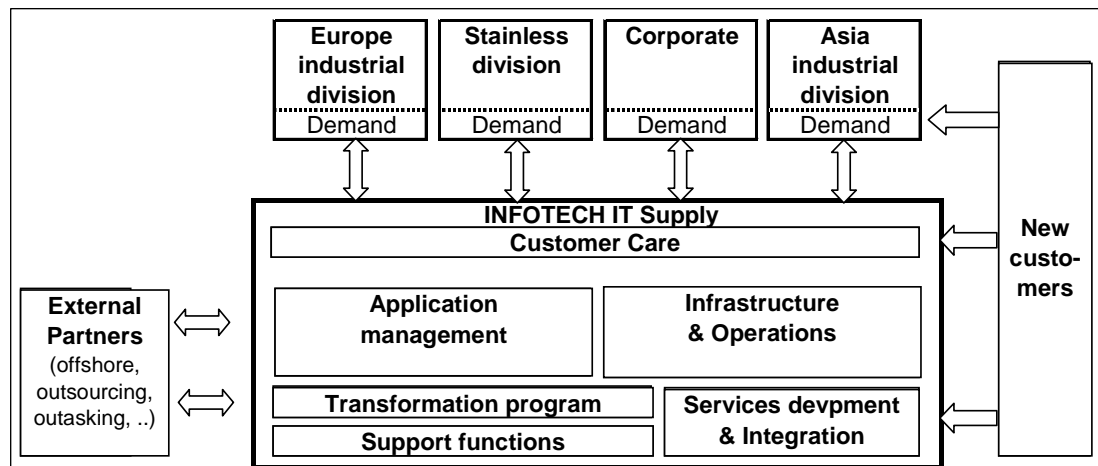 Europe
industrial
division
Demand
Stainless
division
Demand
Corporate
Demand
Asia
industrial
division
Demand
INFOTECH IT Supply
Customer Care
Application
management
Infrastructure
& Operations
Transformation program
Support functions
Services devpment
& Integration
External
Partners
(offshore,
outsourcing,
outasking, ..)
New
custo-
mers